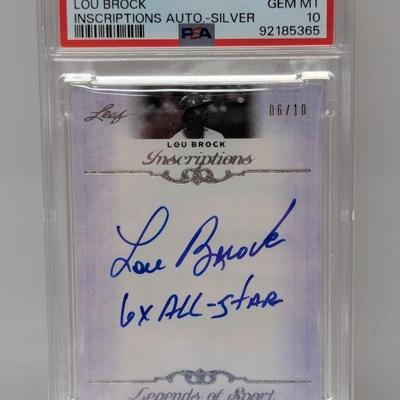 LOU BROCK GEM MT
INSCRIPTIONS AUTO.-SILVER 10
PSA 92185365
Leaf 06/10
LOU BROCK
Inscriptions
Lou Brock
6x ALL-STAR
Legends of Sport